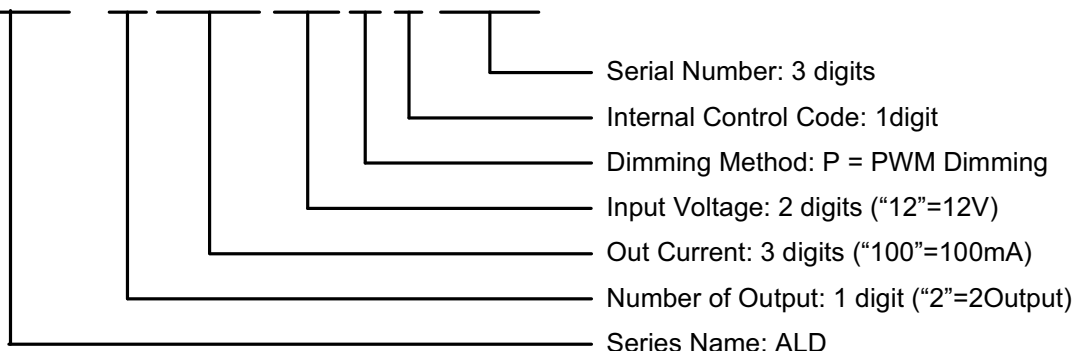 Serial Number: 3 digits
Internal Control Code: 1digit
Dimming Method: P = PWM Dimming
Input Voltage: 2 digits (“12”=12V)
Out Current: 3 digits (“100”=100mA)
Number of Output: 1 digit (“2”=2Output)
Series Name: ALD